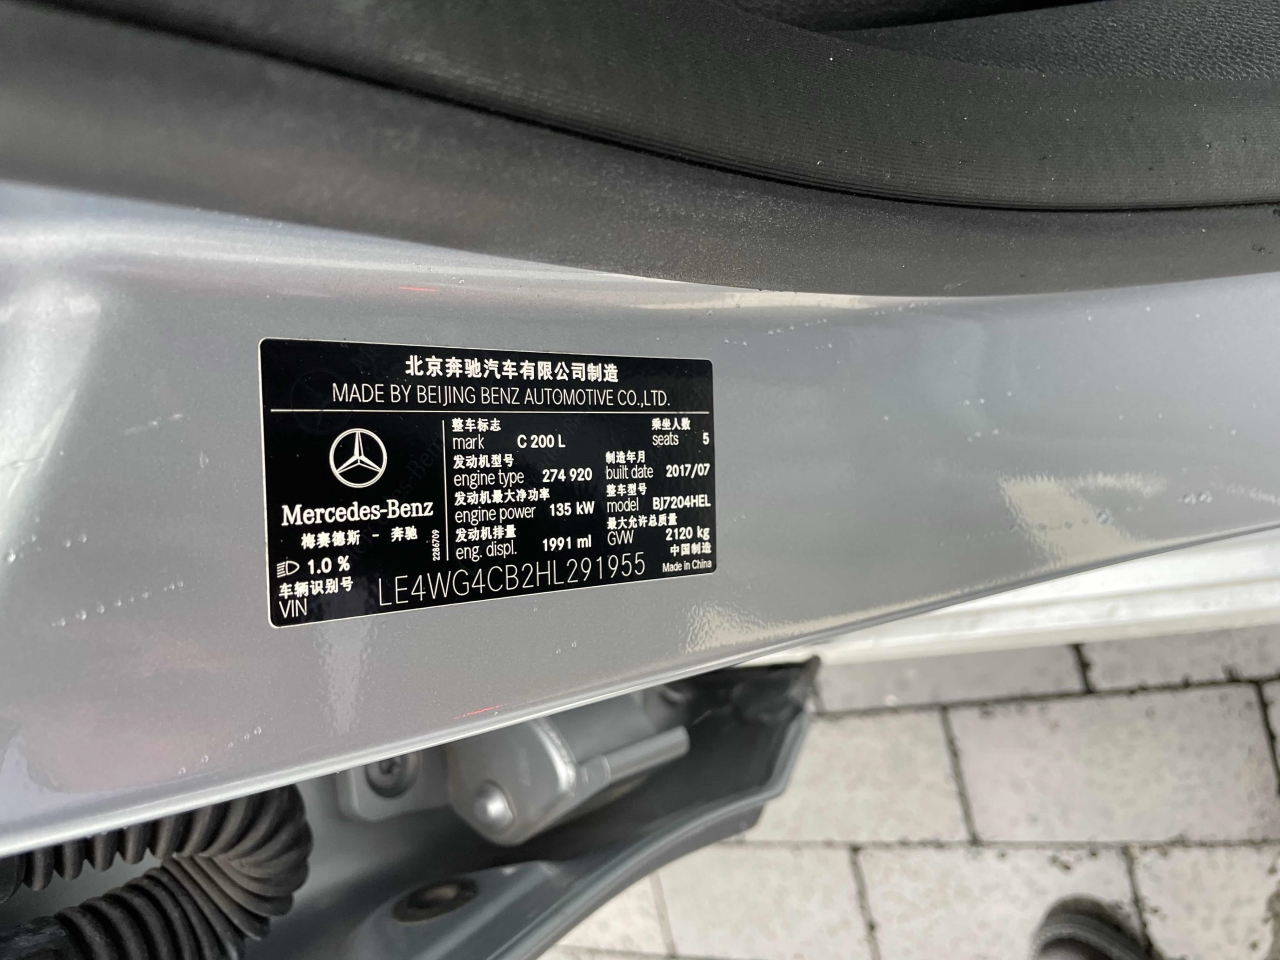 北京奔驰汽车有限公司制造
MADE BY BEIJING BENZ AUTOMOTIVE CO.,LTD.
Mercedes-Benz
梅赛德斯 - 奔驰
2286709
1.0 %
整车标志
mark C 200 L
乘坐人数
seats 5
发动机型号
engine type 274 920
制造年月
built date 2017/07
发动机最大净功率
engine power 135 kW
整车型号
model BJ7204HEL
发动机排量
eng. displ. 1991 ml
最大允许总质量
GVW 2120 kg
中国制造
Made in China
车辆识别号
VIN LE4WG4CB2HL291955